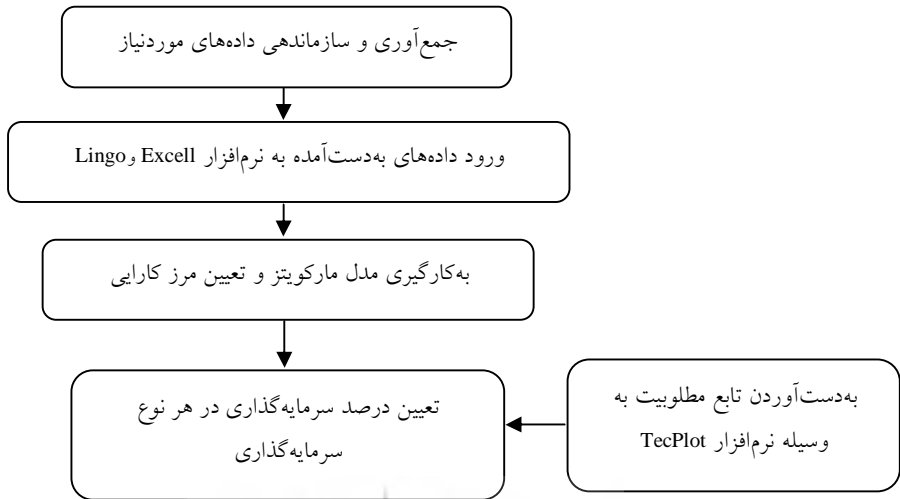 جمع‌آوری و سازماندهی داده‌های موردنیاز
ورود داده‌های به‌دست‌آمده به نرم‌افزار Excell و Lingo
به‌کارگیری مدل مارکویتز و تعیین مرز کارایی
تعیین درصد سرمایه‌گذاری در هر نوع
سرمایه‌گذاری
به‌دست‌آوردن تابع مطلوبیت به
وسیله نرم‌افزار TecPlot